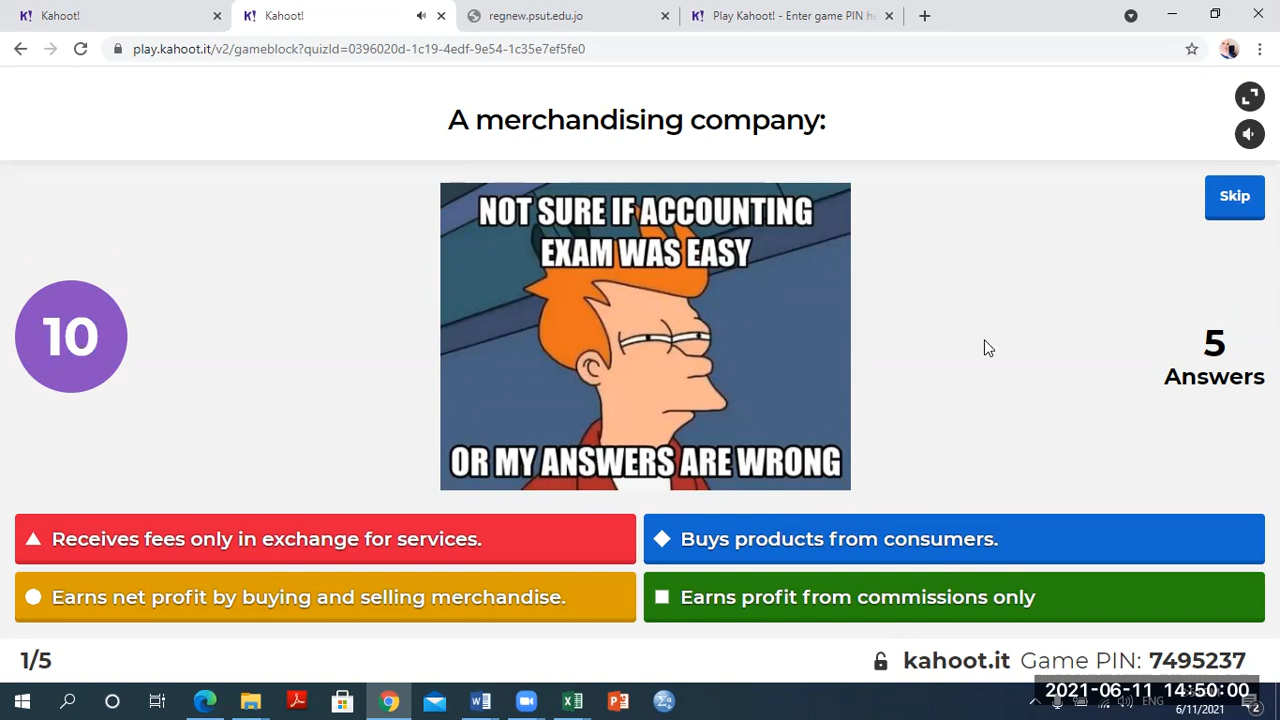 Kahoot!
Kahoot!
regnew.psut.edu.jo
Play Kahoot! - Enter game PIN he
play.kahoot.it/v2/gameblock?quizId=0396020d-1c19-4edf-9e54-1c35e7ef5fe0
A merchandising company:
Skip
NOT SURE IF ACCOUNTING
EXAM WAS EASY
OR MY ANSWERS ARE WRONG
10
5
Answers
Receives fees only in exchange for services.
Buys products from consumers.
Earns net profit by buying and selling merchandise.
Earns profit from commissions only
1/5
kahoot.it Game PIN: 7495237
2021-06-11 14:50:00
ENG
6/11/2021
2